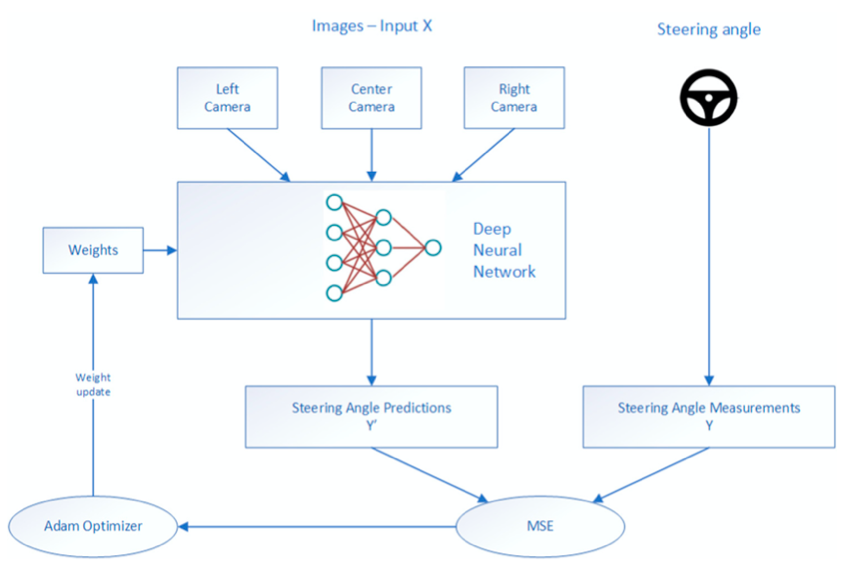 Images – Input X
Steering angle
Left
Camera
Center
Camera
Right
Camera
Deep
Neural
Network
Weights
Weight
update
Steering Angle Predictions
Y'
Steering Angle Measurements
Y
Adam Optimizer
MSE